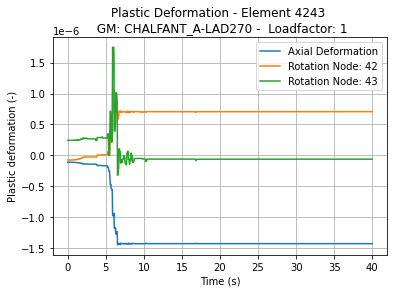 Plastic Deformation - Element 4243
GM: CHALFANT_A-LAD270 -  Loadfactor: 1
1e−6
Axial Deformation
Rotation Node: 42
Rotation Node: 43
1.5
1.0
0.5
0.0
−0.5
−1.0
−1.5
Plastic deformation (-)
0 5 10 15 20 25 30 35 40
Time (s)